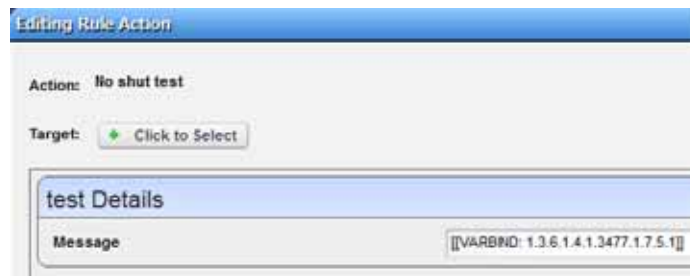 Editing Rule Action
Action: No shut test
Target: Click to Select
test Details
Message [[VARBIND: 1.3.6.1.4.1.3477.1.7.5.1]]